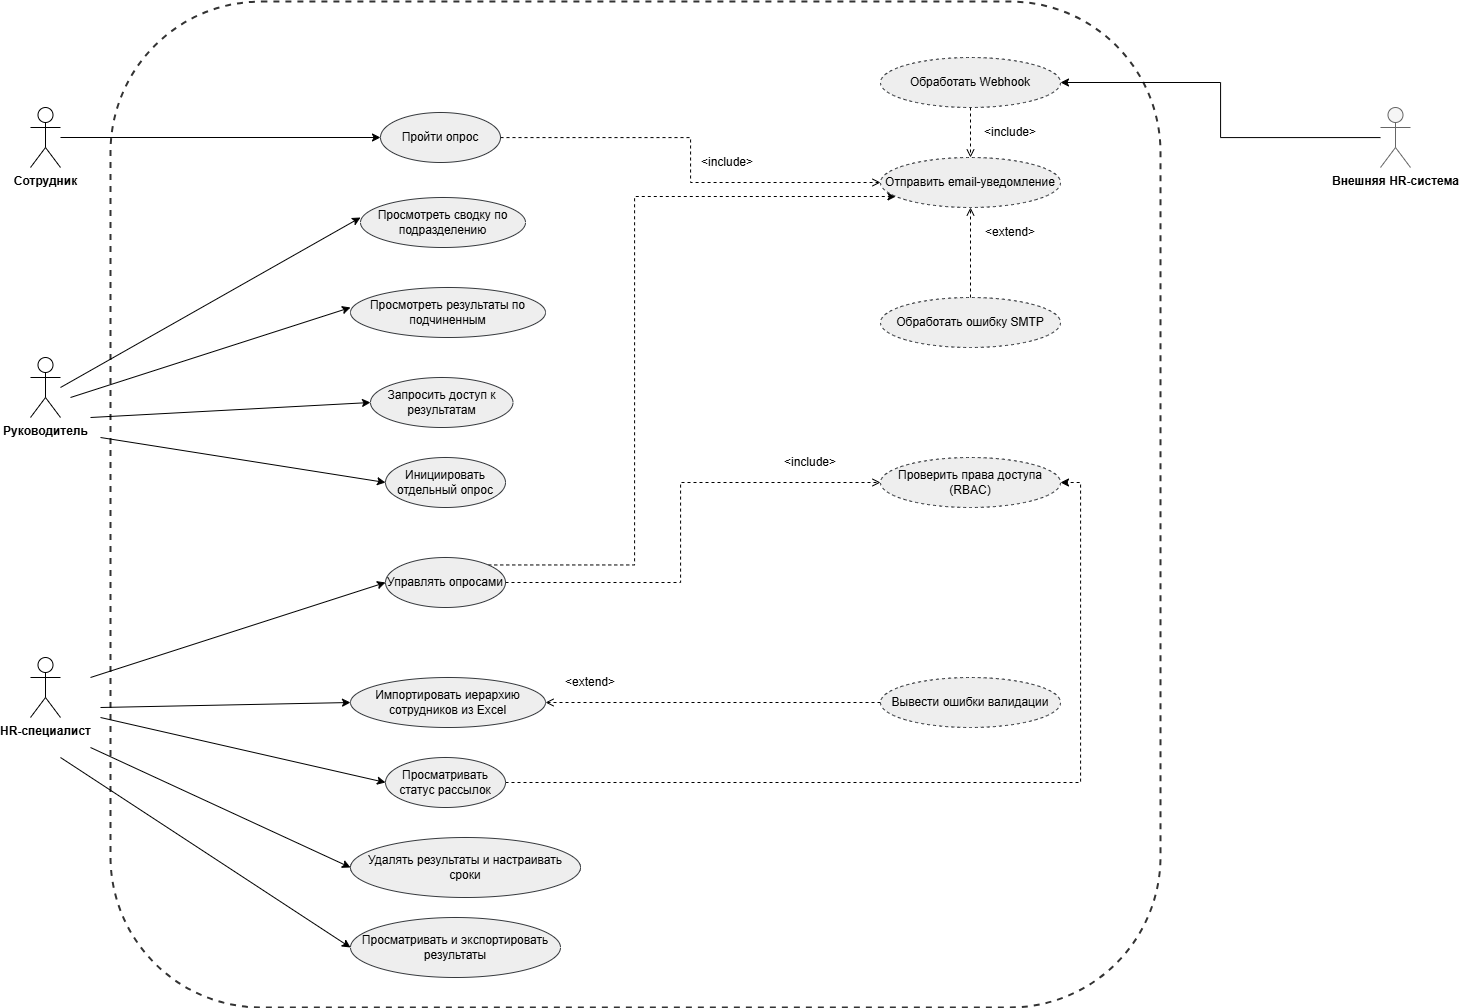 Обработать Webhook
<include>
Пройти опрос
<include>
Отправить email-уведомление
Сотрудник
Внешняя HR-система
Просмотреть сводку по
подразделению
<extend>
Просмотреть результаты по
подчиненным
Обработать ошибку SMTP
Запросить доступ к
результатам
Руководитель
Инициировать
отдельный опрос
<include>
Проверить права доступа
(RBAC)
Управлять опросами
<extend>
Импортировать иерархию
сотрудников из Excel
Вывести ошибки валидации
HR-специалист
Просматривать
статус рассылок
Удалять результаты и настраивать
сроки
Просматривать и экспортировать
результаты